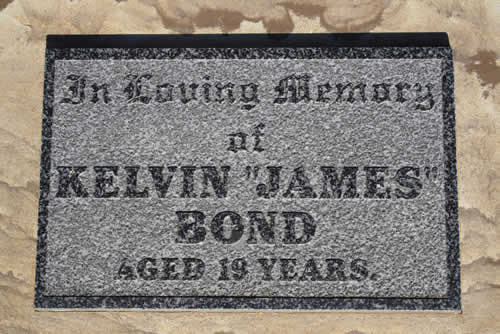 In Loving Memory
of
KELVIN "JAMES"
BOND
AGED 19 YEARS.